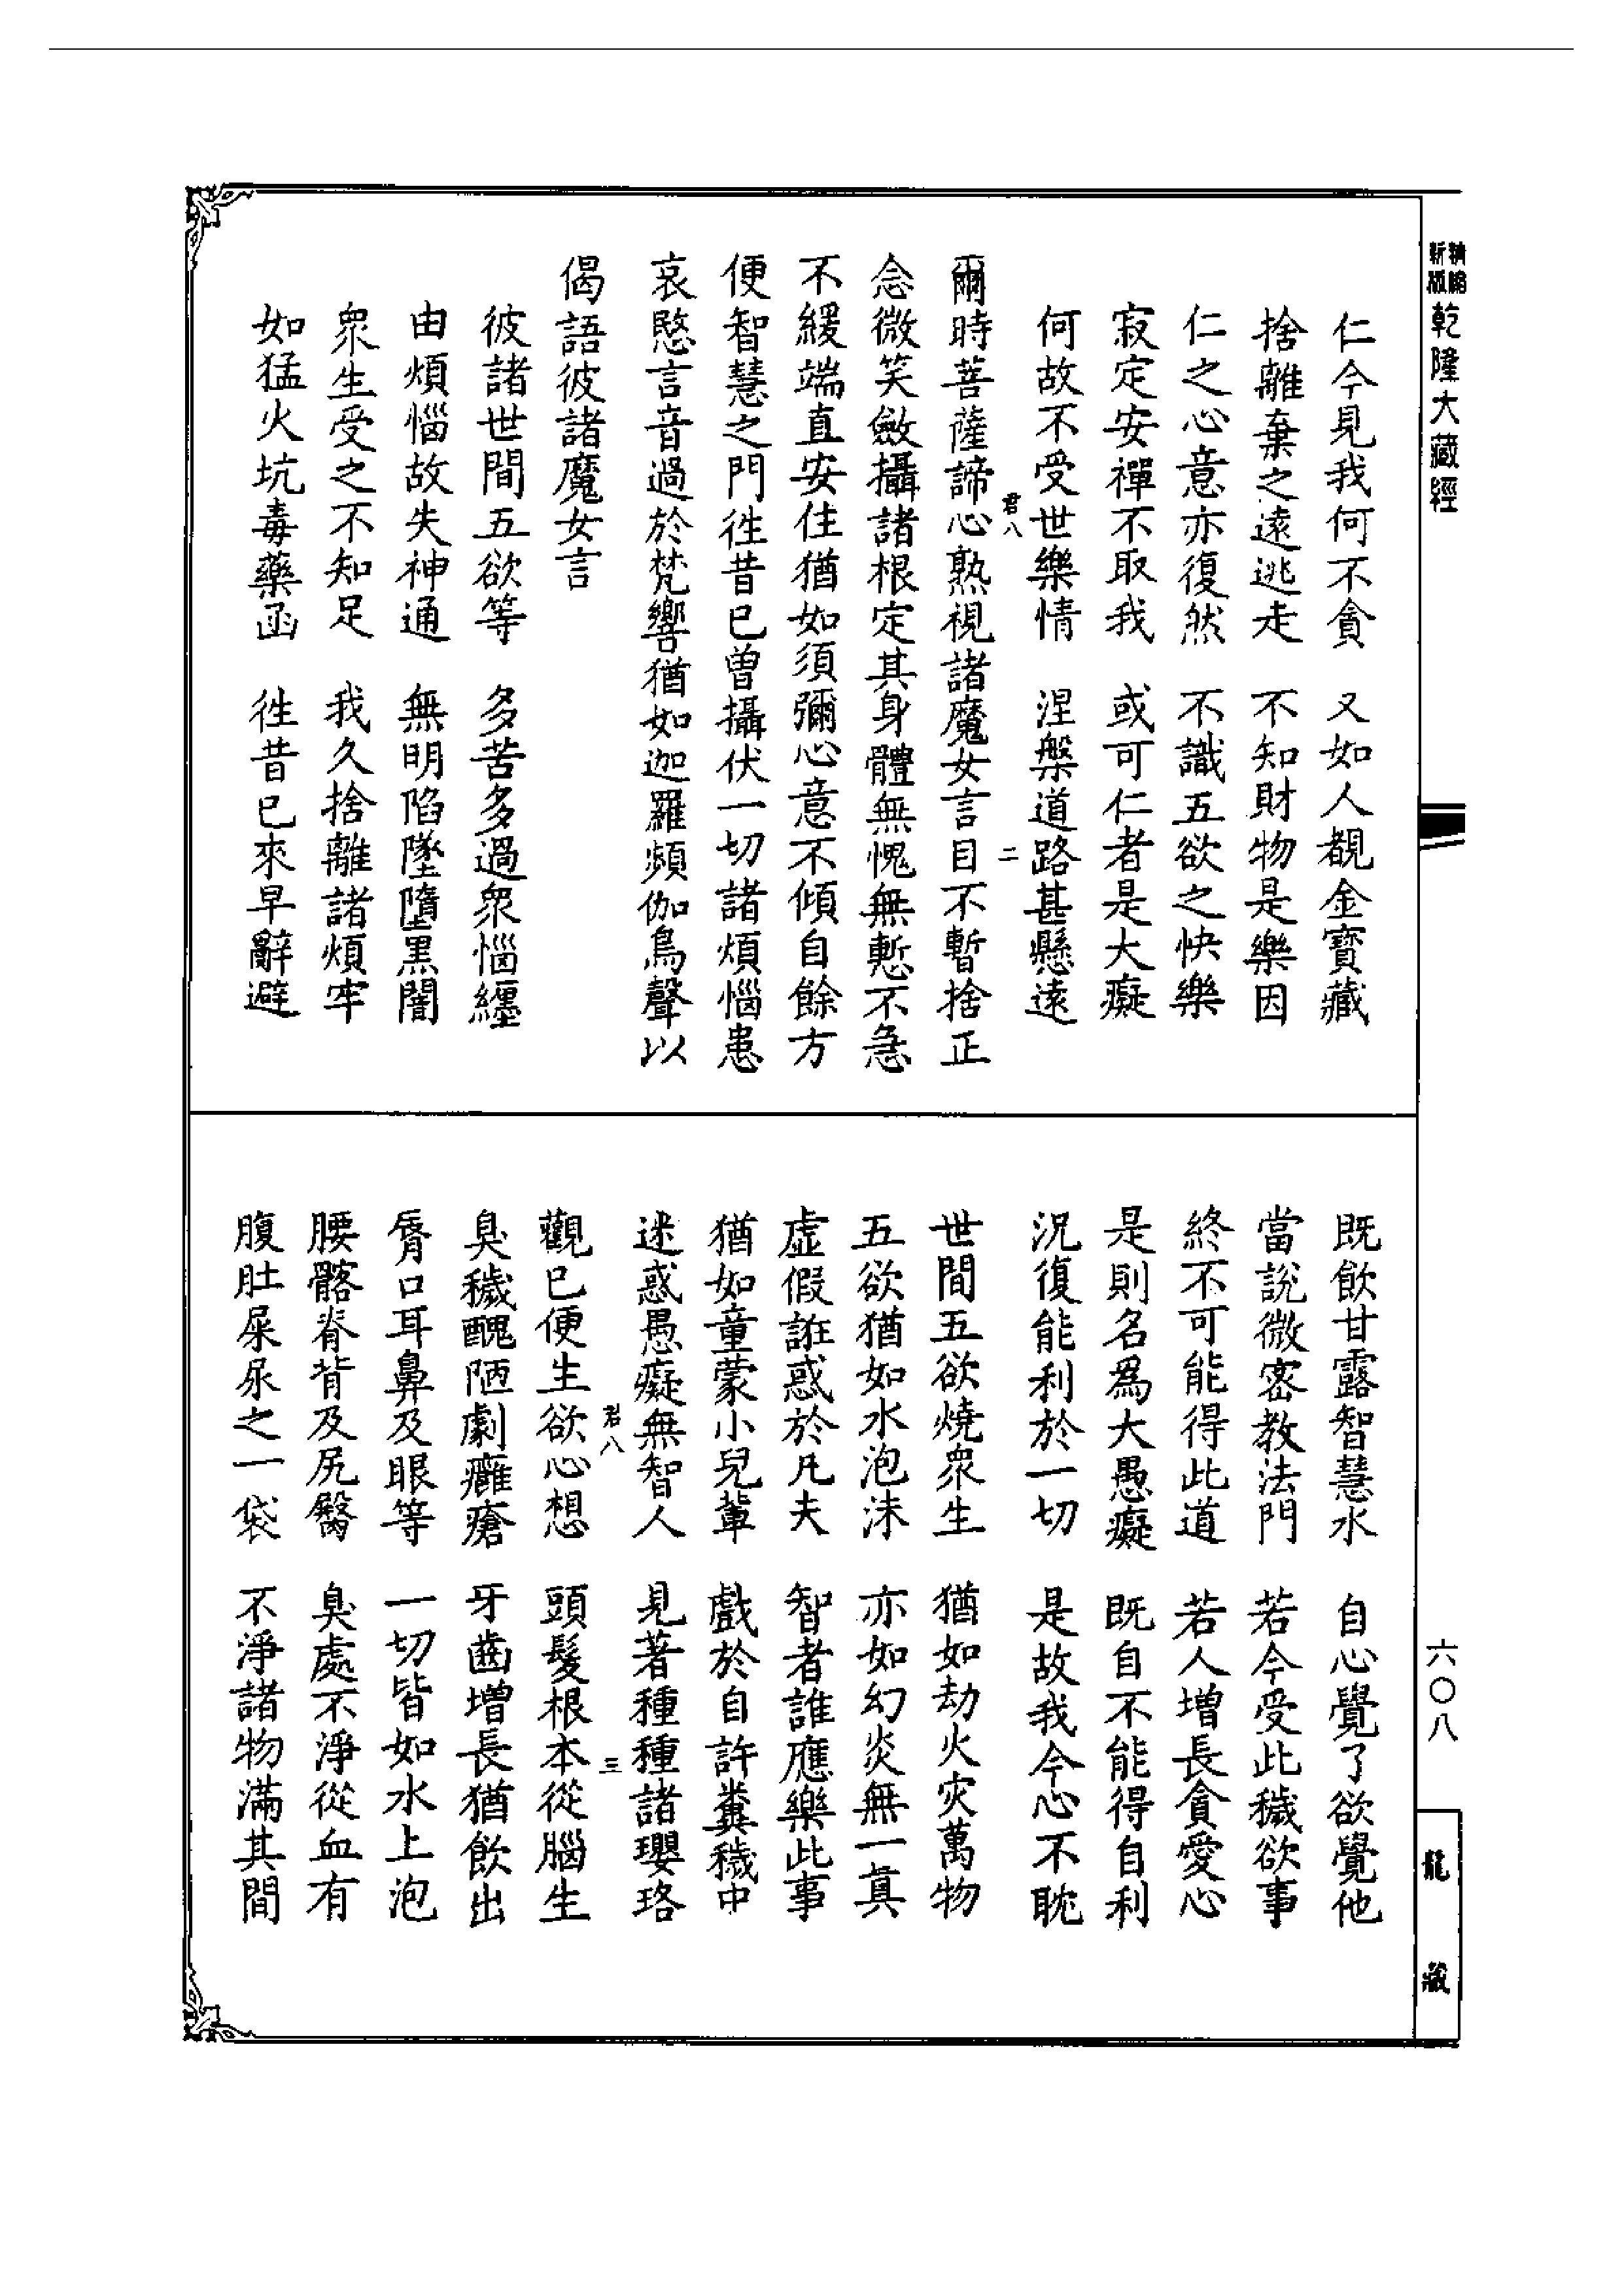 新版
精縮
乾隆大藏經
仁今見我何不貪　又如人覩金寶藏
捨離棄之遠逃走　不知財物是樂因
仁之心意亦復然　不識五欲之快樂
寂定安禪不取我　或可仁者是大癡
何故不受世樂情　涅槃道路甚懸遠
君八　二
爾時菩薩諦心熟視諸魔女言目不暫捨正
念微笑斂攝諸根定其身體無愧無慙不急
不緩端直安住猶如須彌心意不傾自餘方
便智慧之門徃昔已曾攝伏一切諸煩惱患
哀愍言音過於梵響猶如迦羅頻伽鳥聲以
偈語彼諸魔女言
彼諸世間五欲等　多苦多過眾惱纏
由煩惱故失神通　無明陷墜墮黑闇
眾生受之不知足　我久捨離諸煩牢
如猛火坑毒藥函　徃昔已來早辭避
既飲甘露智慧水　自心覺了欲覺他
當說微密教法門　若今受此穢欲事
終不可能得此道　若人增長貪愛心
是則名為大愚癡　既自不能得自利
況復能利於一切　是故我今心不耽
世間五欲燒眾生　猶如劫火災萬物
五欲猶如水泡沫　亦如幻炎無一真
虛假誑惑於凡夫　智者誰應樂此事
猶如童蒙小兒輩　戲於自許糞穢中
迷惑愚癡無智人　見著種種諸瓔珞
君八　三
觀已便生欲心想　頭髮根本從腦生
臭穢醜陋劇癰瘡　牙齒增長猶飲出
脣口耳鼻及眼等　一切皆如水上泡
腰髂脊背及尻臀　臭處不淨從血有
腹肚屎尿之一袋　不淨諸物滿其間
六〇八
龍藏